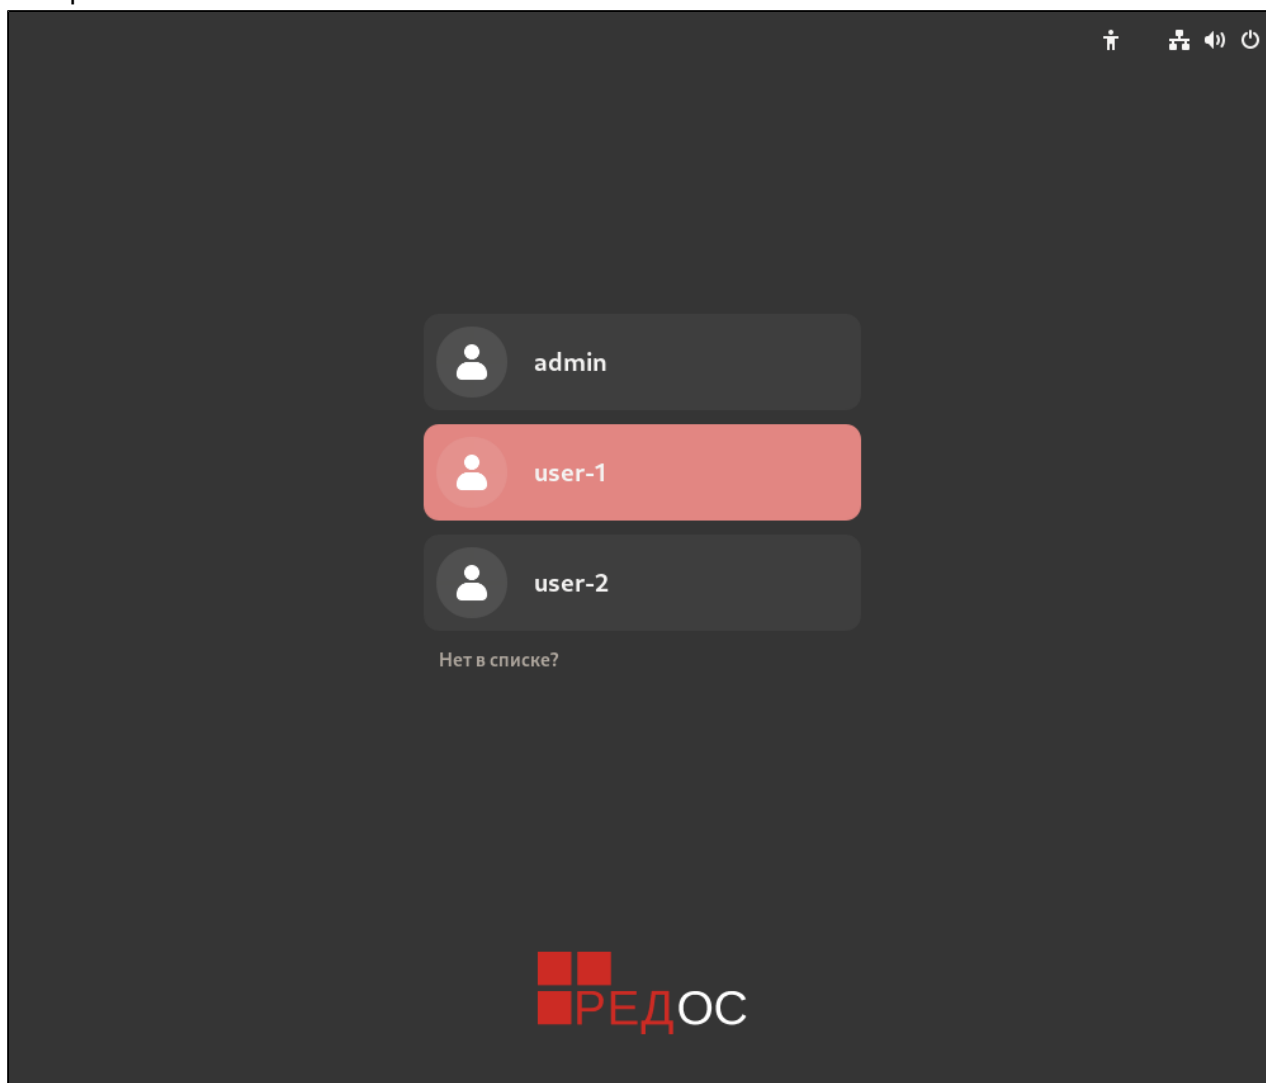 admin
user-1
user-2
Нет в списке?
РЕДОС